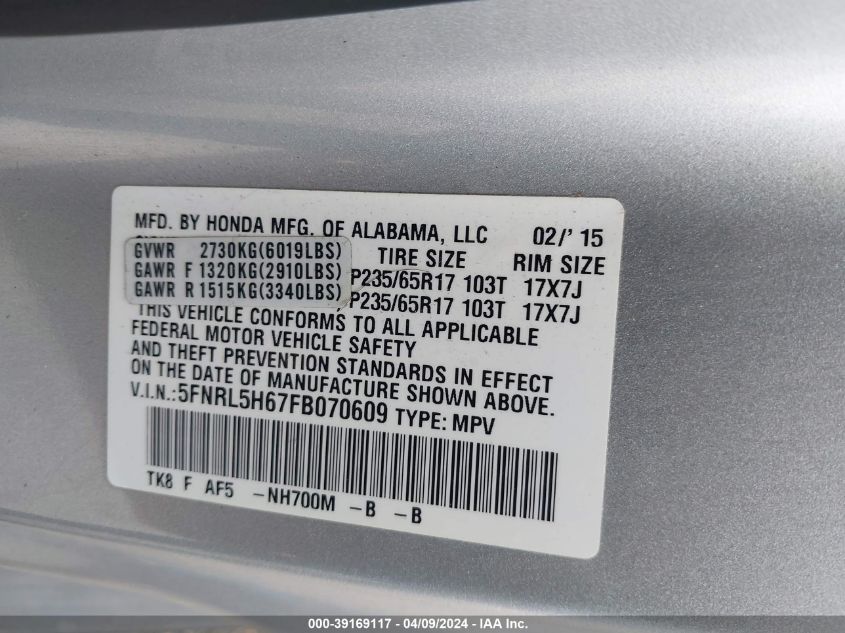 MFD. BY HONDA MFG. OF ALABAMA, LLC 02/' 15
GVWR 2730KG(6019LBS) TIRE SIZE RIM SIZE
GAWR F 1320KG(2910LBS) P235/65R17 103T 17X7J
GAWR R 1515KG(3340LBS) P235/65R17 103T 17X7J
THIS VEHICLE CONFORMS TO ALL APPLICABLE
FEDERAL MOTOR VEHICLE SAFETY
AND THEFT PREVENTION STANDARDS IN EFFECT
ON THE DATE OF MANUFACTURE SHOWN ABOVE.
V.I.N.:5FNRL5H67FB070609 TYPE: MPV
TK8 F AF5 -NH700M -B -B
000-39169117 - 04/09/2024 - IAA Inc.